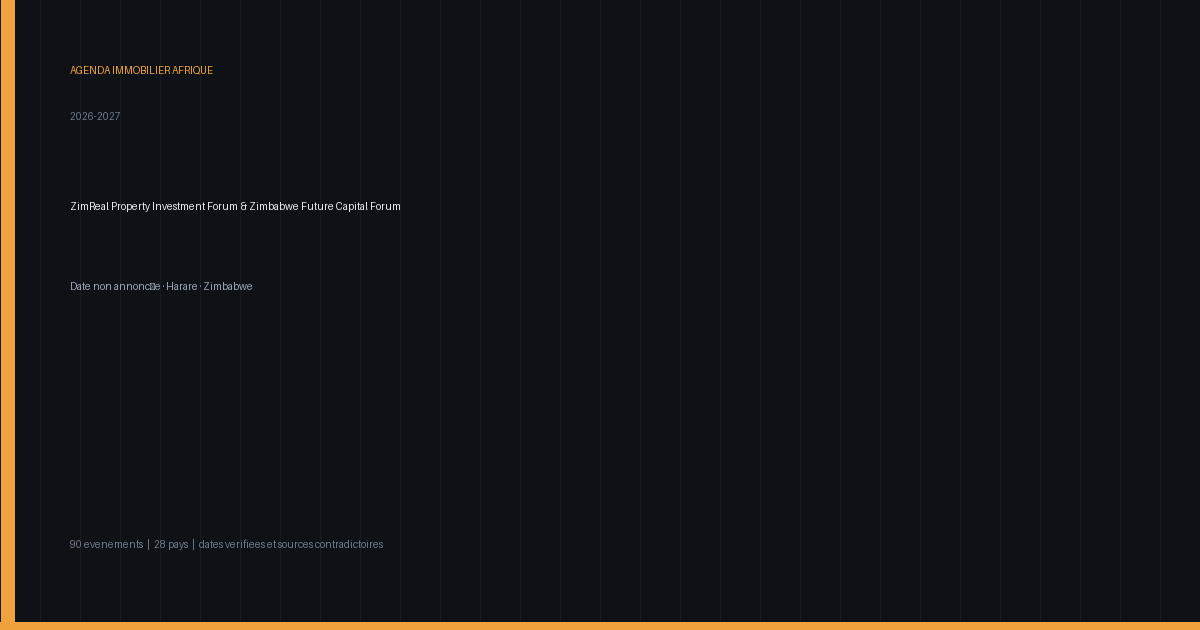 AGENDA IMMOBILIER AFRIQUE
2026-2027
ZimReal Property Investment Forum & Zimbabwe Future Capital Forum
Date non annonc▯e · Harare · Zimbabwe
90 evenements | 28 pays | dates verifiees et sources contradictoires